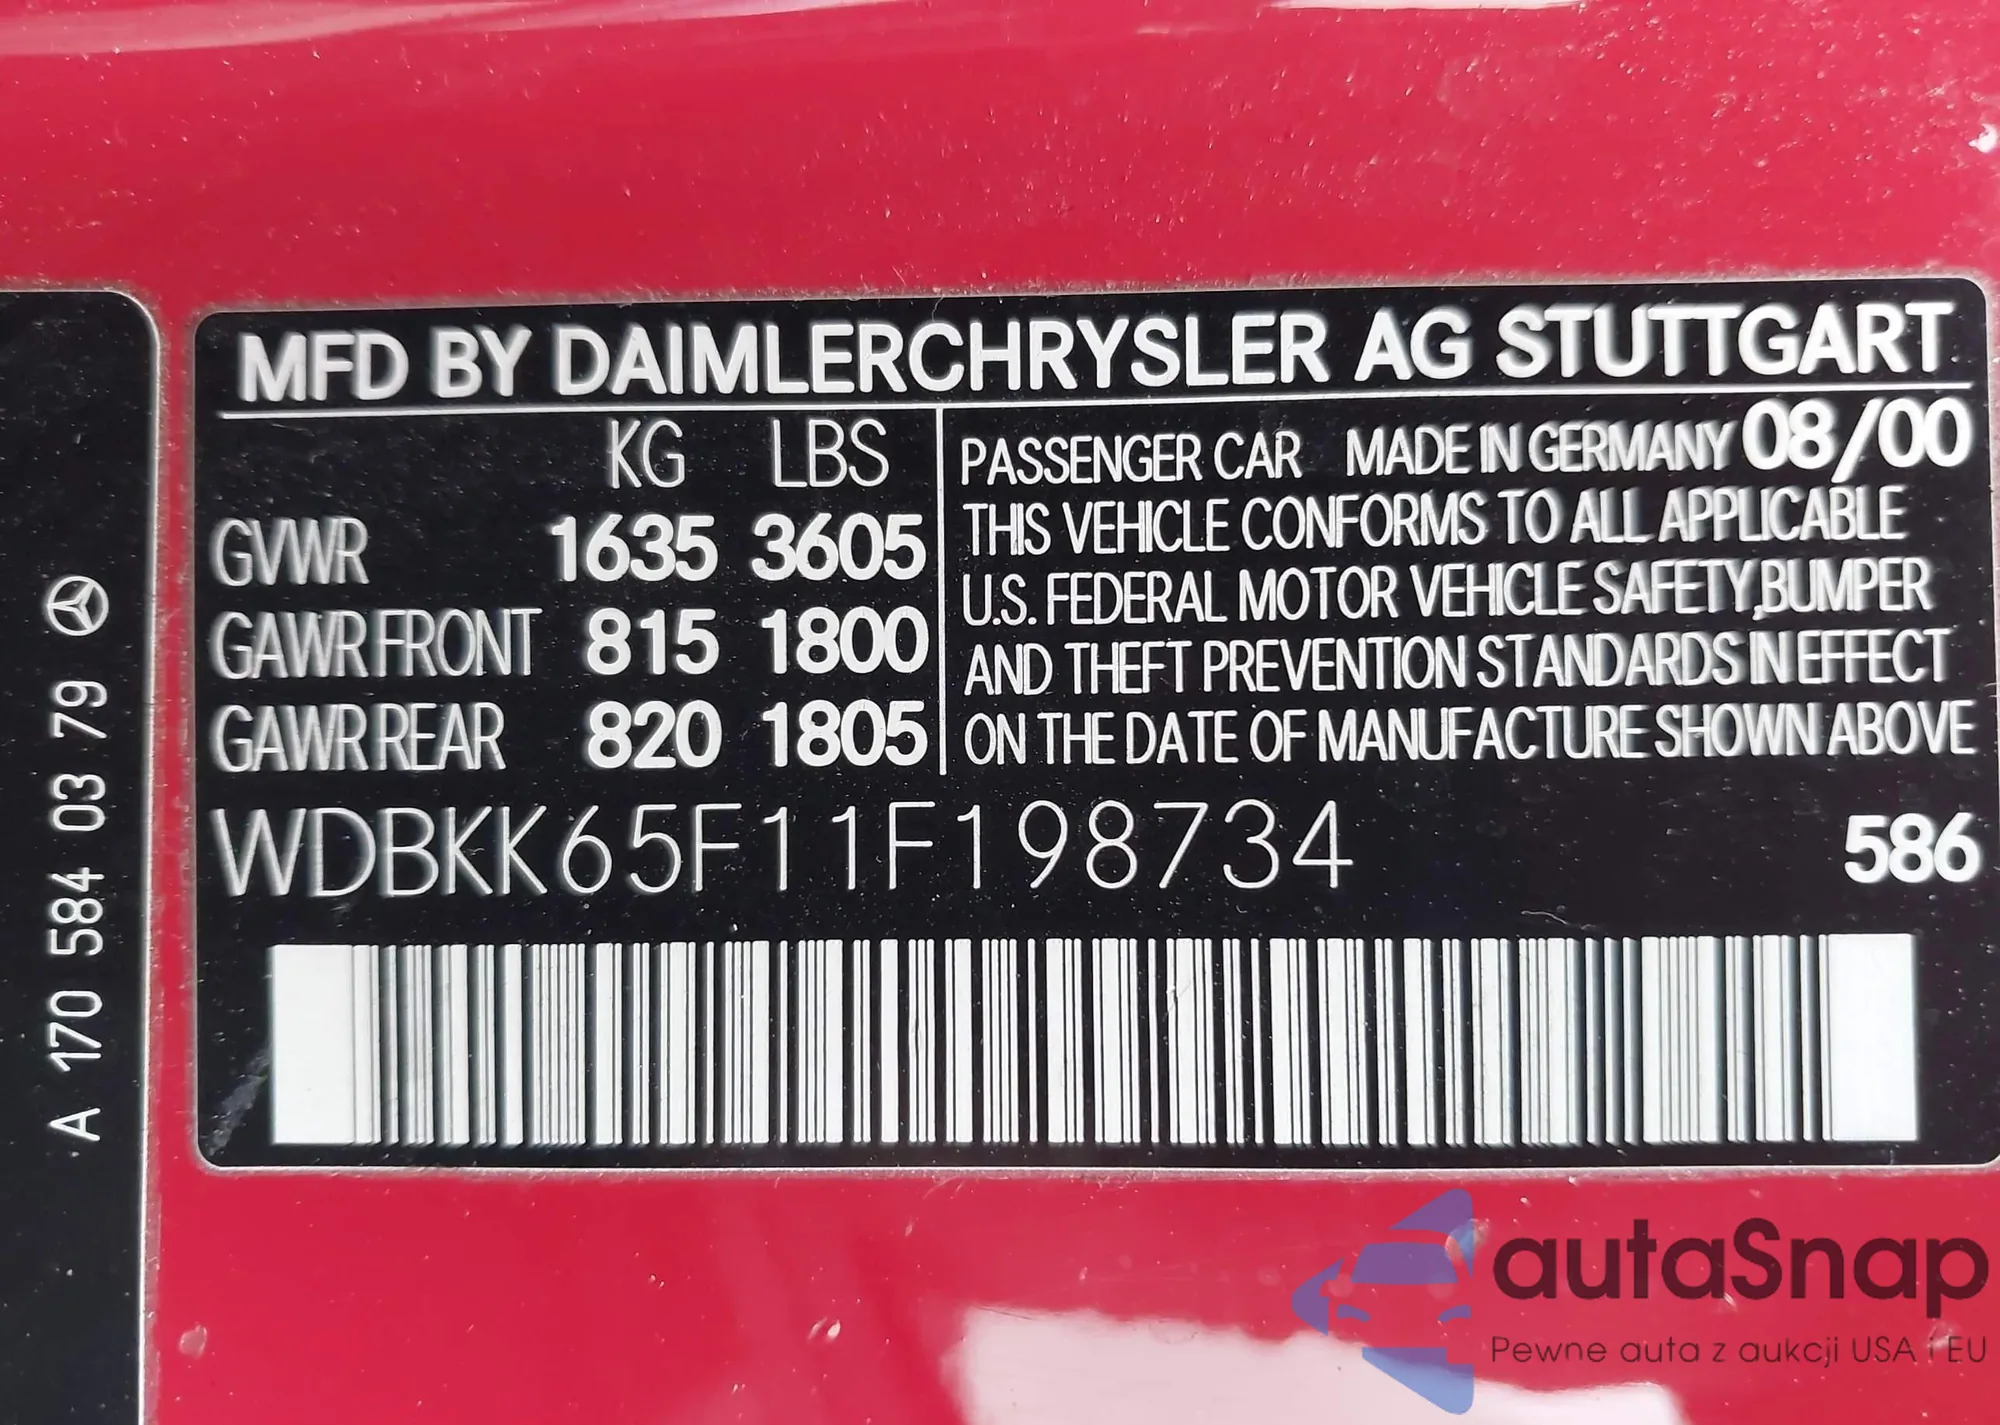 MFD BY DAIMLERCHRYSLER AG STUTTGART
KG LBS
GVWR 1635 3605
GAWR FRONT 815 1800
GAWR REAR 820 1805
PASSENGER CAR MADE IN GERMANY 08/00
THIS VEHICLE CONFORMS TO ALL APPLICABLE
U.S. FEDERAL MOTOR VEHICLE SAFETY,BUMPER
AND THEFT PREVENTION STANDARDS IN EFFECT
ON THE DATE OF MANUFACTURE SHOWN ABOVE
WDBKK65F11F198734 586
A 170 584 03 79
autaSnap
Pewne auta z aukcji USA i EU